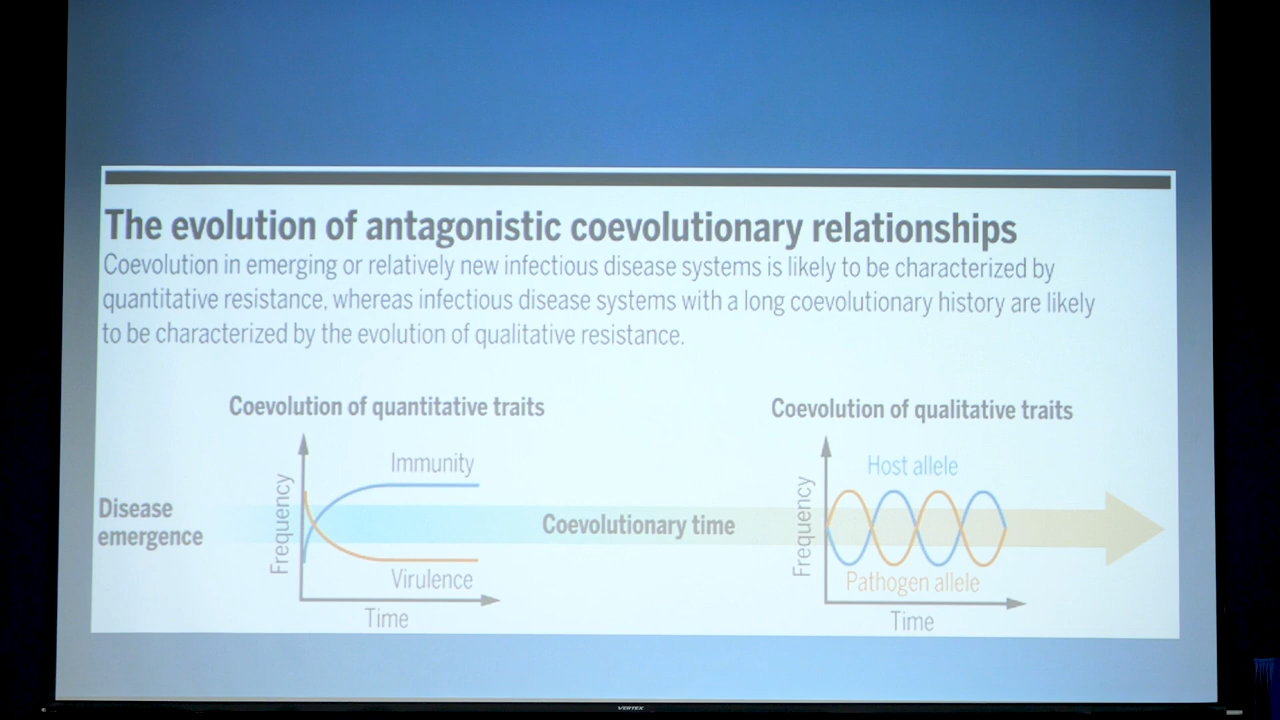 The evolution of antagonistic coevolutionary relationships
Coevolution in emerging or relatively new infectious disease systems is likely to be characterized by
quantitative resistance, whereas infectious disease systems with a long coevolutionary history are likely
to be characterized by the evolution of qualitative resistance.
Coevolution of quantitative traits
Coevolution of qualitative traits
Immunity
Host allele
Frequency
Frequency
Disease
emergence
Coevolutionary time
Virulence
Pathogen allele
Time
Time
VERTEX